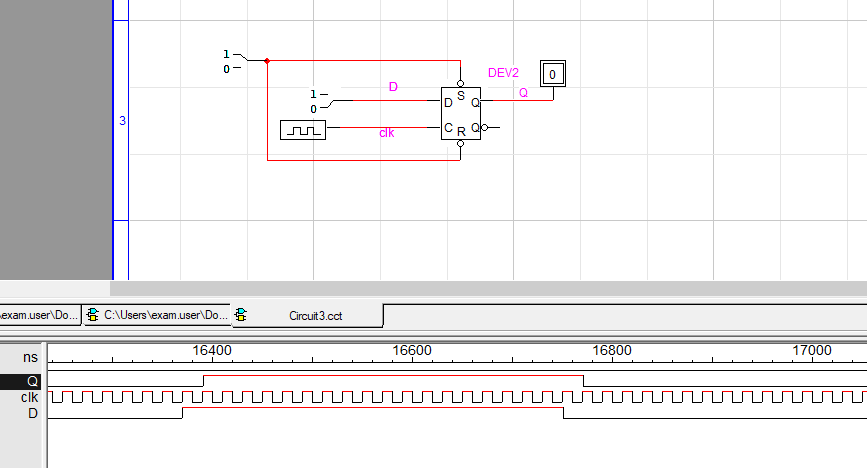 1
0
D
DEV2
0
1
0
S
D Q
Q
3
clk
C R Q
\exam.user\Do...
C:\Users\exam.user\Do...
Circuit3.cct
ns
16400 16600 16800 17000
Q
clk
D